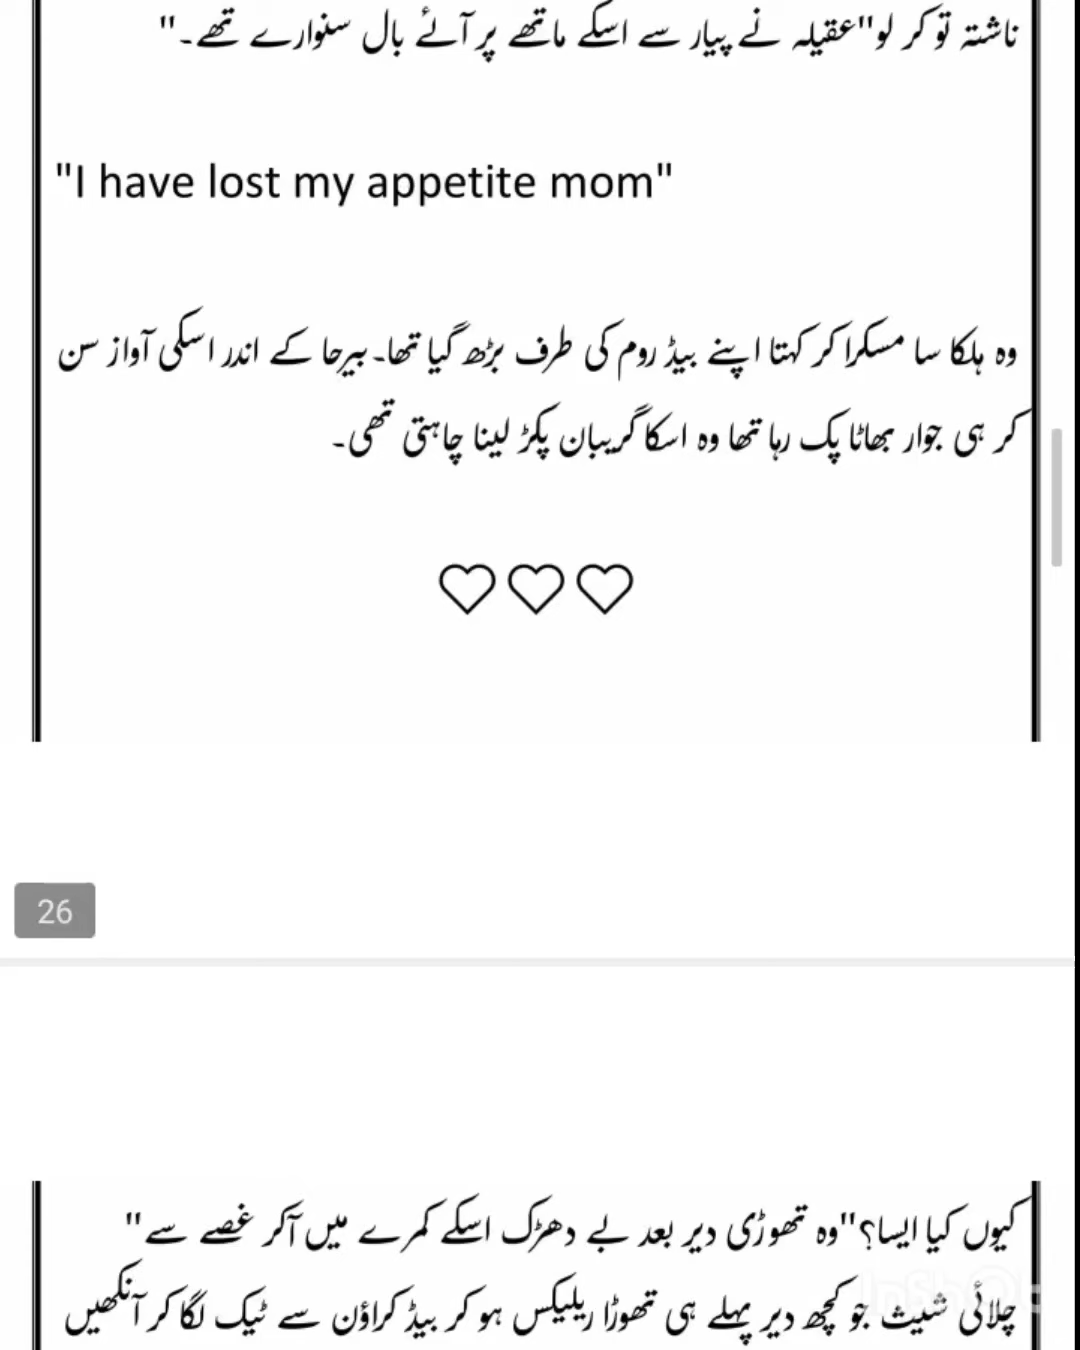 ناشتہ تو کر لو"عقیلہ نے پیار سے اسکے ماتھے پر آئے بال سنوارے تھے۔"
"I have lost my appetite mom"
وہ ہلکا سا مسکرا کر کہتا اپنے بیڈ روم کی طرف بڑھ گیا تھا۔بیرحا کے اندر اسکی آواز سن
کر ہی جوار بھاٹا پک رہا تھا وہ اسکا گریبان پکڑ لینا چاہتی تھی۔
♡♡♡
26
کیوں کیا ایسا؟"وہ تھوڑی دیر بعد بے دھڑک اسکے کمرے میں آکر غصے سے"
چلائی شیث جو کچھ دیر پہلے ہی تھوڑا ریلیکس ہو کر بیڈ کراؤن سے ٹیک لگا کر آنکھیں